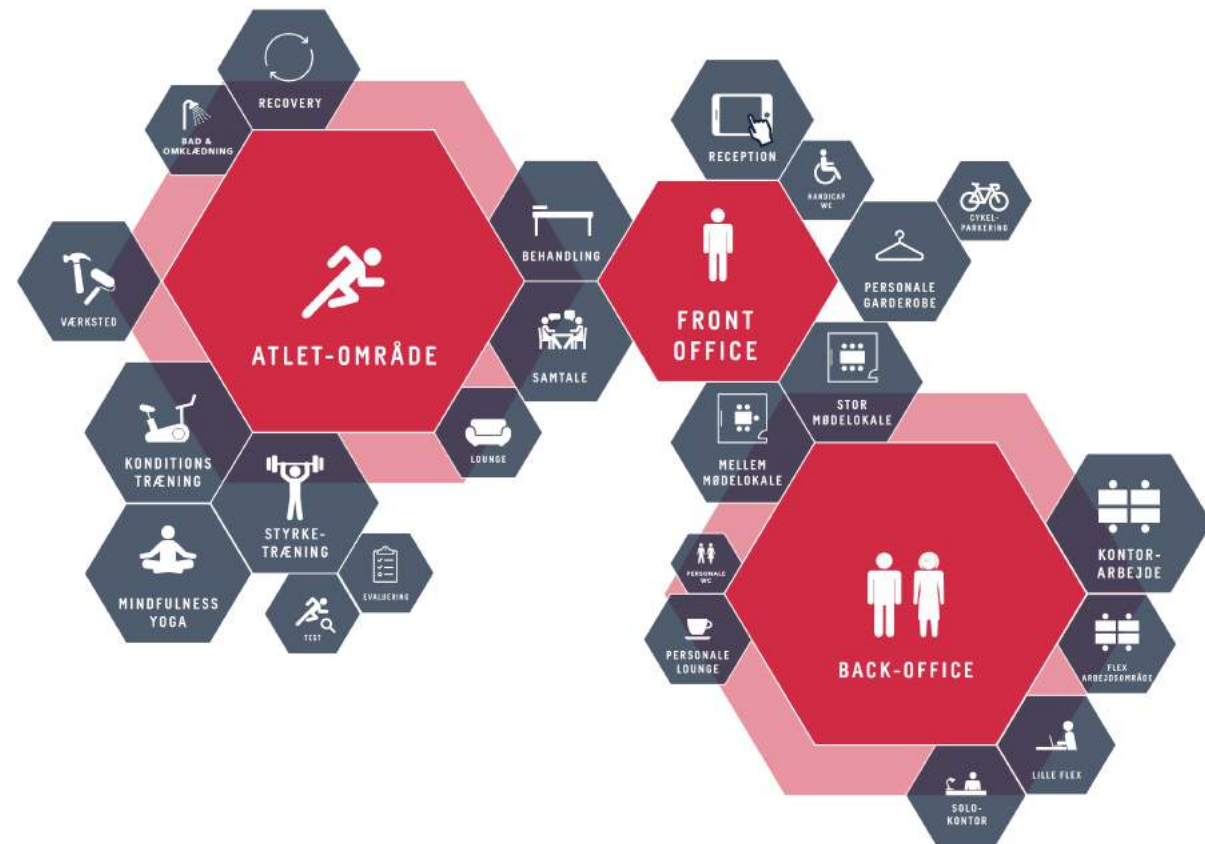 RECOVERY
BAD &
OMKLÆDNING
VÆRKSTED
ATLET-OMRÅDE
BEHANDLING
SAMTALE
LOUNGE
KONDITIONS
TRÆNING
STYRKE-
TRÆNING
MINDFULNESS
YOGA
TEST
EVALUERING
RECEPTION
HANDICAP
WC
CYKEL-
PARKERING
PERSONALE
GARDEROBE
FRONT
OFFICE
STOR
MØDELOKALE
MELLEM
MØDELOKALE
PERSONALE
WC
PERSONALE
LOUNGE
BACK-OFFICE
KONTOR-
ARBEJDE
FLEX
ARBEJDSOMRÅDE
LILLE FLEX
SOLO-
KONTOR